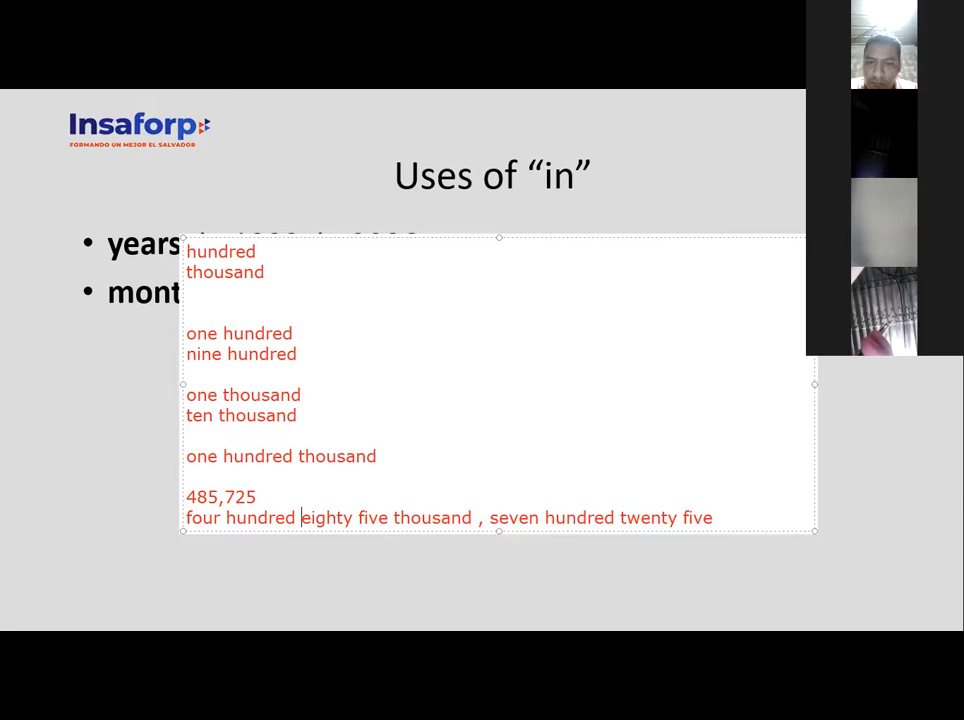 Insaforp
FORMANDO UN MEJOR EL SALVADOR
Uses of “in”
• years
• mont
hundred
thousand
one hundred
nine hundred
one thousand
ten thousand
one hundred thousand
485,725
four hundred eighty five thousand , seven hundred twenty five